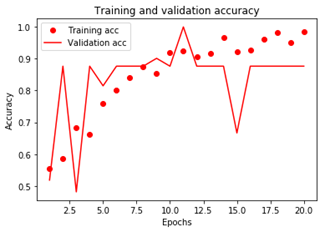 Training and validation accuracy
Training acc
Validation acc
Accuracy
1.0
0.9
0.8
0.7
0.6
0.5
2.5 5.0 7.5 10.0 12.5 15.0 17.5 20.0
Epochs